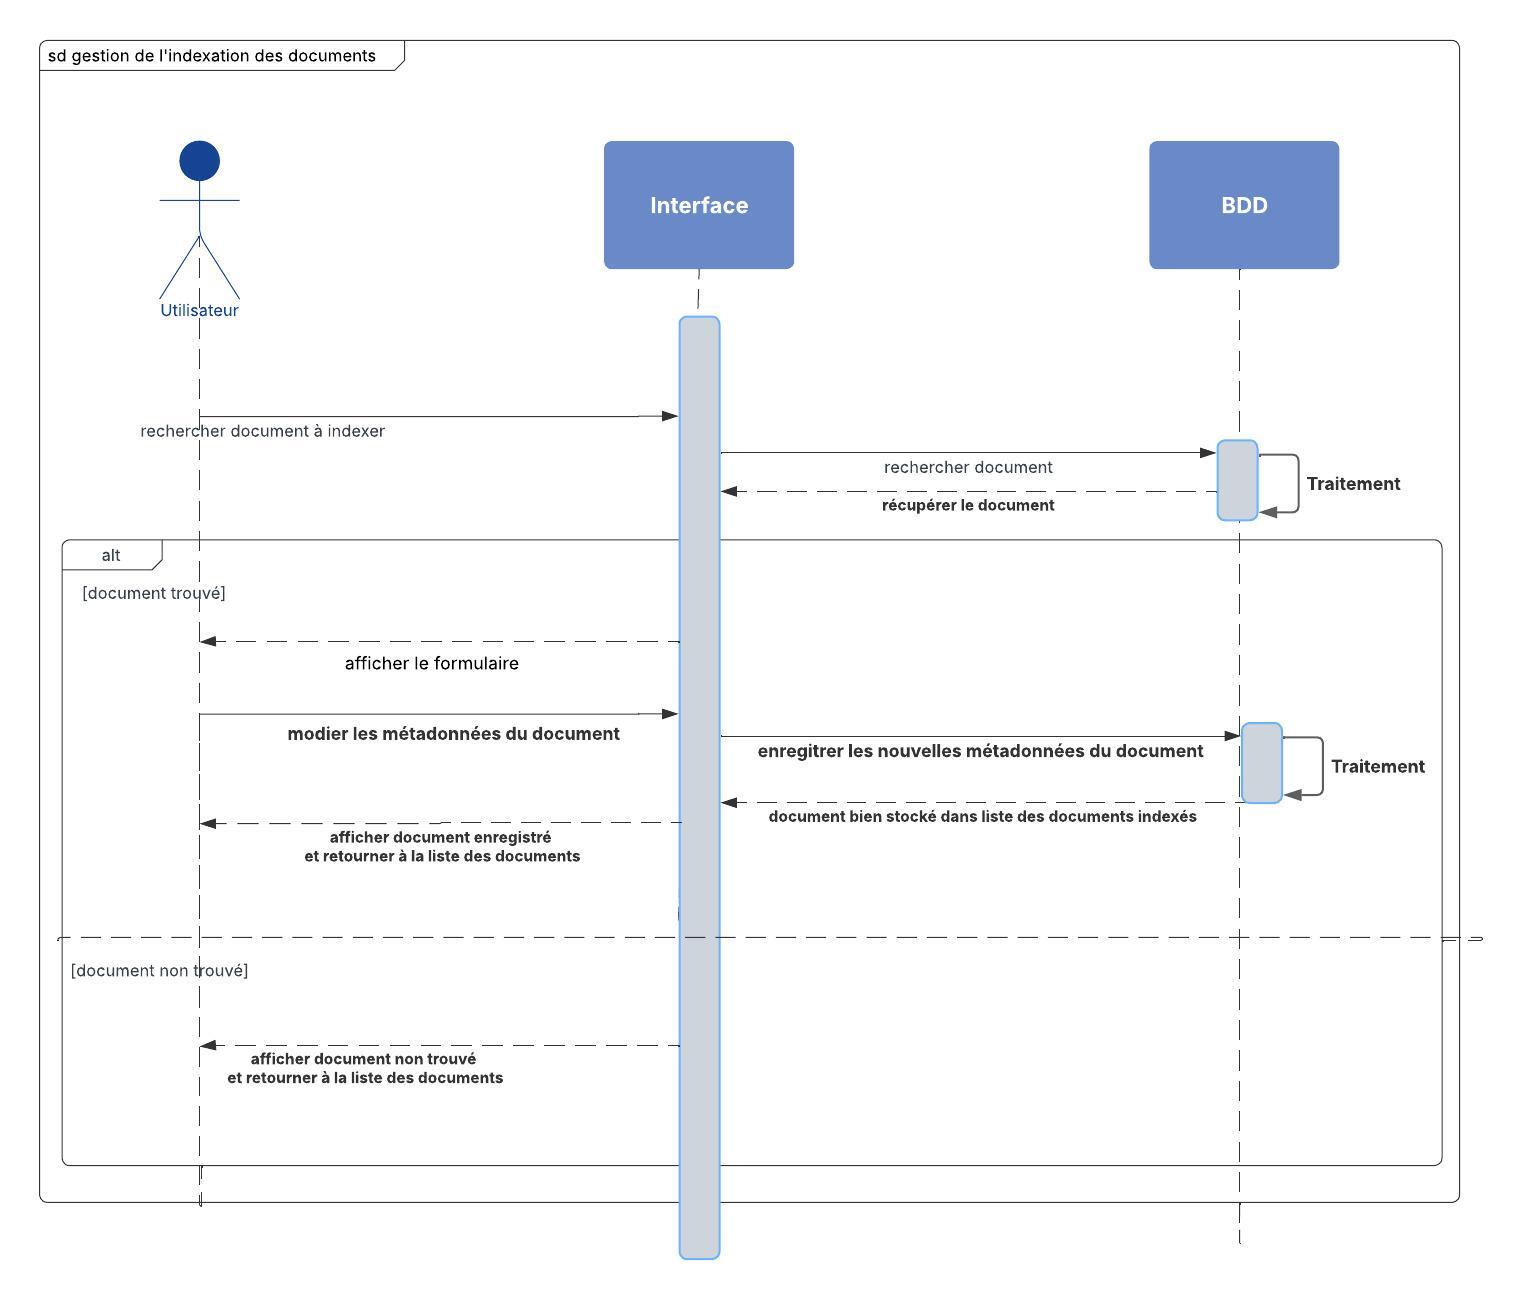 sd gestion de l'indexation des documents
Interface
BDD
Utilisateur
rechercher document à indexer
rechercher document
Traitement
récupérer le document
alt
[document trouvé]
afficher le formulaire
modier les métadonnées du document
enregitrer les nouvelles métadonnées du document
Traitement
document bien stocké dans liste des documents indexés
afficher document enregistré
et retourner à la liste des documents
[document non trouvé]
afficher document non trouvé
et retourner à la liste des documents